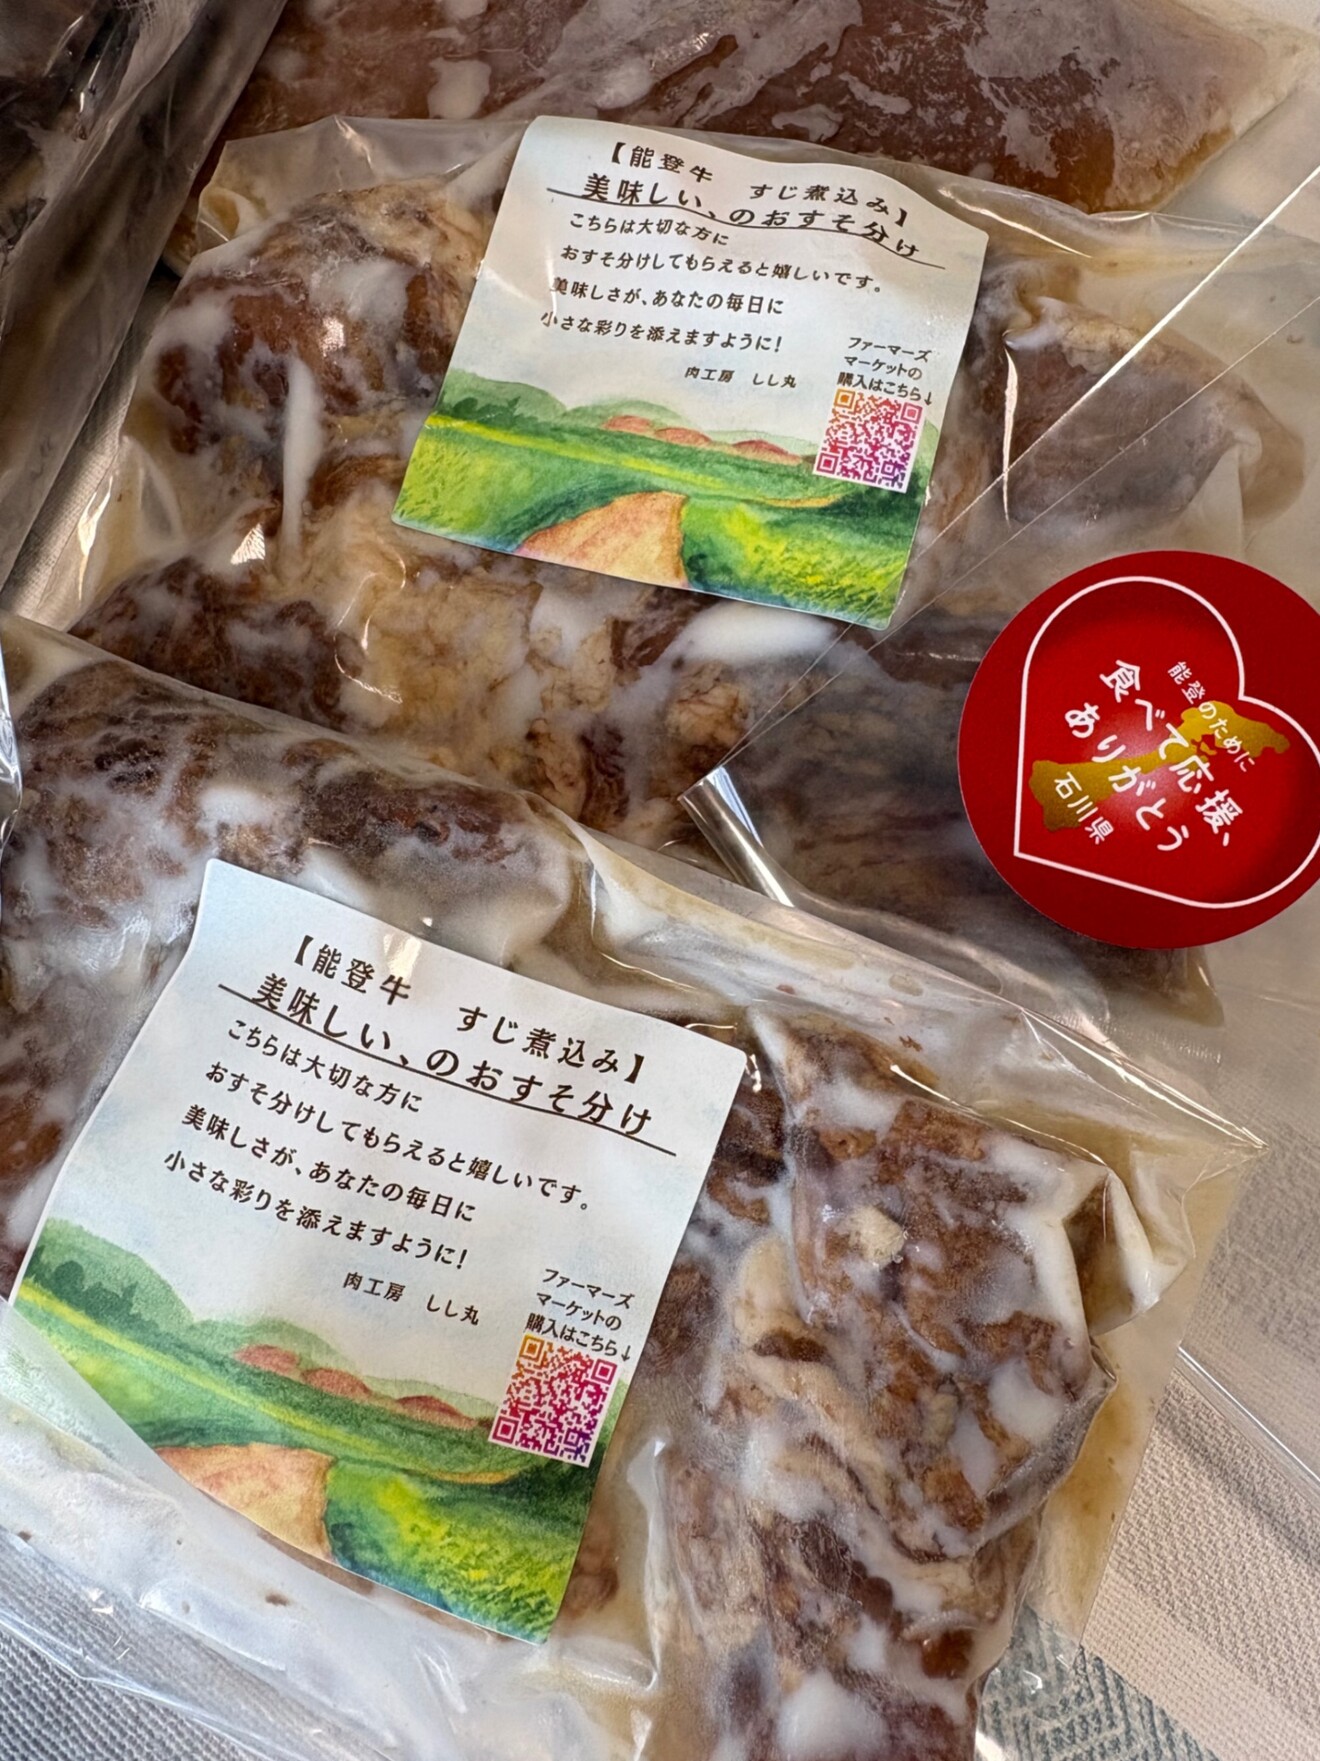 【能登牛 すじ煮込み】
美味しい、のおすそ分け
こちらは大切な方に
おすそ分けしてもらえると嬉しいです。
美味しさが、あなたの毎日に
小さな彩りを添えますように!
肉工房 しし丸
ファーマーズ
マーケットの
購入はこちら↓
能登のために
食べて応援、
ありがとう
石川県
【能登牛 すじ煮込み】
美味しい、のおすそ分け
こちらは大切な方に
おすそ分けしてもらえると嬉しいです。
美味しさが、あなたの毎日に
小さな彩りを添えますように!
肉工房 しし丸
ファーマーズ
マーケットの
購入はこちら↓